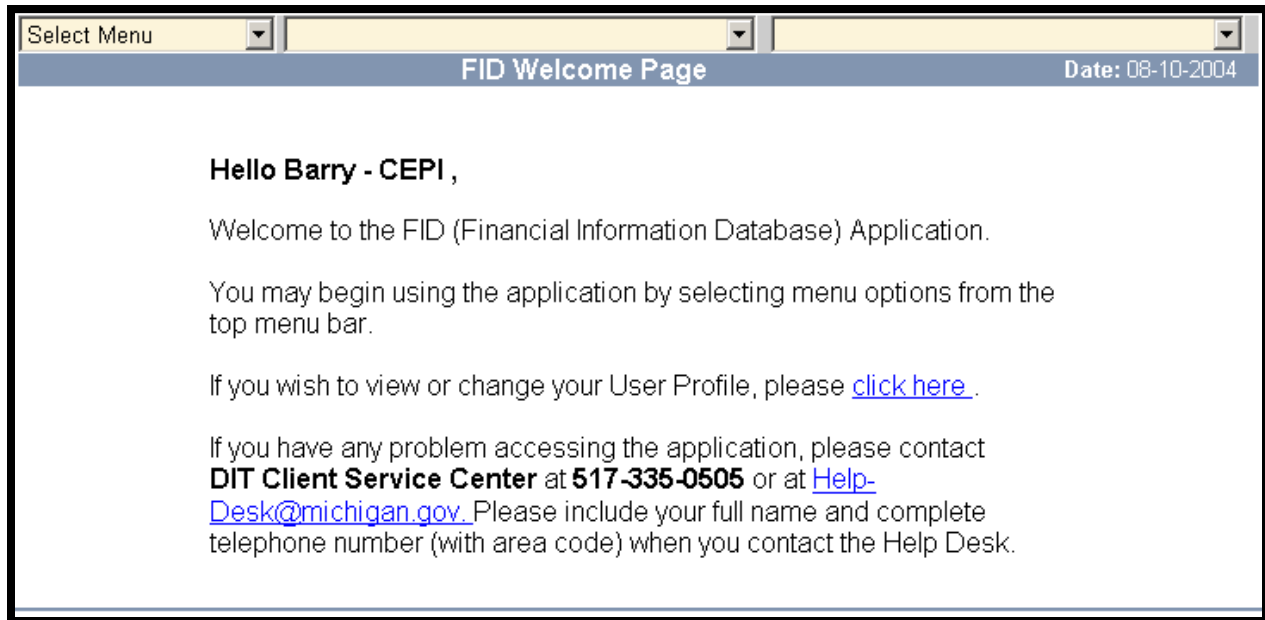 Select Menu
FID Welcome Page Date: 08-10-2004
Hello Barry - CEPI ,
Welcome to the FID (Financial Information Database) Application.
You may begin using the application by selecting menu options from the
top menu bar.
If you wish to view or change your User Profile, please click here .
If you have any problem accessing the application, please contact
DIT Client Service Center at 517-335-0505 or at Help-
Desk@michigan.gov. Please include your full name and complete
telephone number (with area code) when you contact the Help Desk.